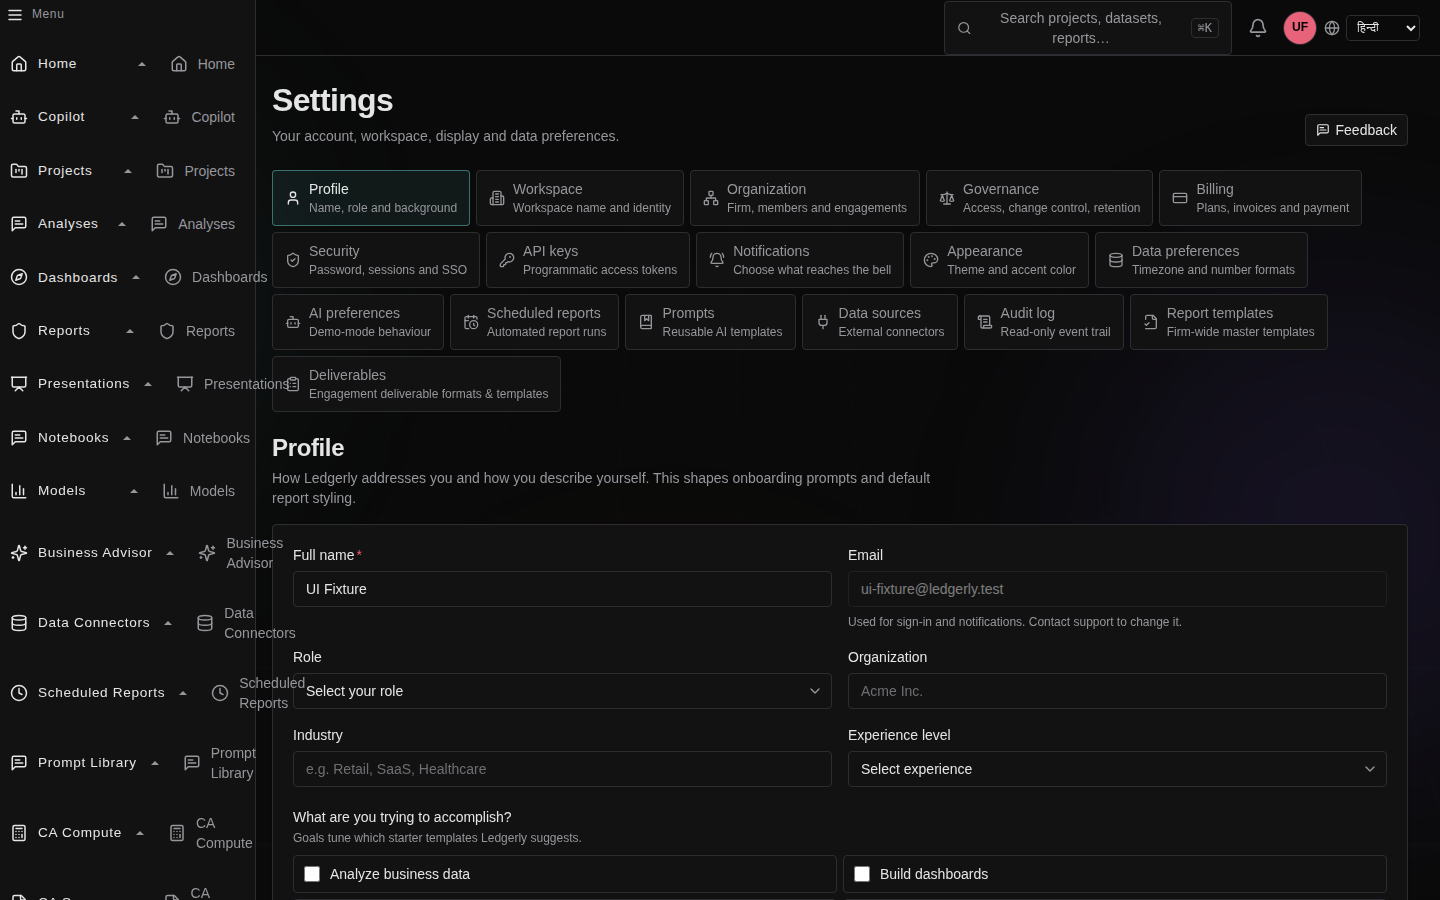 Menu
Search projects, datasets,
reports…
⌘K
UF
हिन्दी
Home
Home
Copilot
Copilot
Projects
Projects
Analyses
Analyses
Dashboards
Dashboards
Reports
Reports
Presentations
Presentations
Notebooks
Notebooks
Models
Models
Business Advisor
Business
Advisor
Data Connectors
Data
Connectors
Scheduled Reports
Scheduled
Reports
Prompt Library
Prompt
Library
CA Compute
CA
Compute
CA
Settings
Your account, workspace, display and data preferences.
Feedback
Profile
Name, role and background
Workspace
Workspace name and identity
Organization
Firm, members and engagements
Governance
Access, change control, retention
Billing
Plans, invoices and payment
Security
Password, sessions and SSO
API keys
Programmatic access tokens
Notifications
Choose what reaches the bell
Appearance
Theme and accent color
Data preferences
Timezone and number formats
AI preferences
Demo-mode behaviour
Scheduled reports
Automated report runs
Prompts
Reusable AI templates
Data sources
External connectors
Audit log
Read-only event trail
Report templates
Firm-wide master templates
Deliverables
Engagement deliverable formats & templates
Profile
How Ledgerly addresses you and how you describe yourself. This shapes onboarding prompts and default
report styling.
Full name*
UI Fixture
Email
ui-fixture@ledgerly.test
Used for sign-in and notifications. Contact support to change it.
Role
Select your role
Organization
Acme Inc.
Industry
e.g. Retail, SaaS, Healthcare
Experience level
Select experience
What are you trying to accomplish?
Goals tune which starter templates Ledgerly suggests.
Analyze business data
Build dashboards